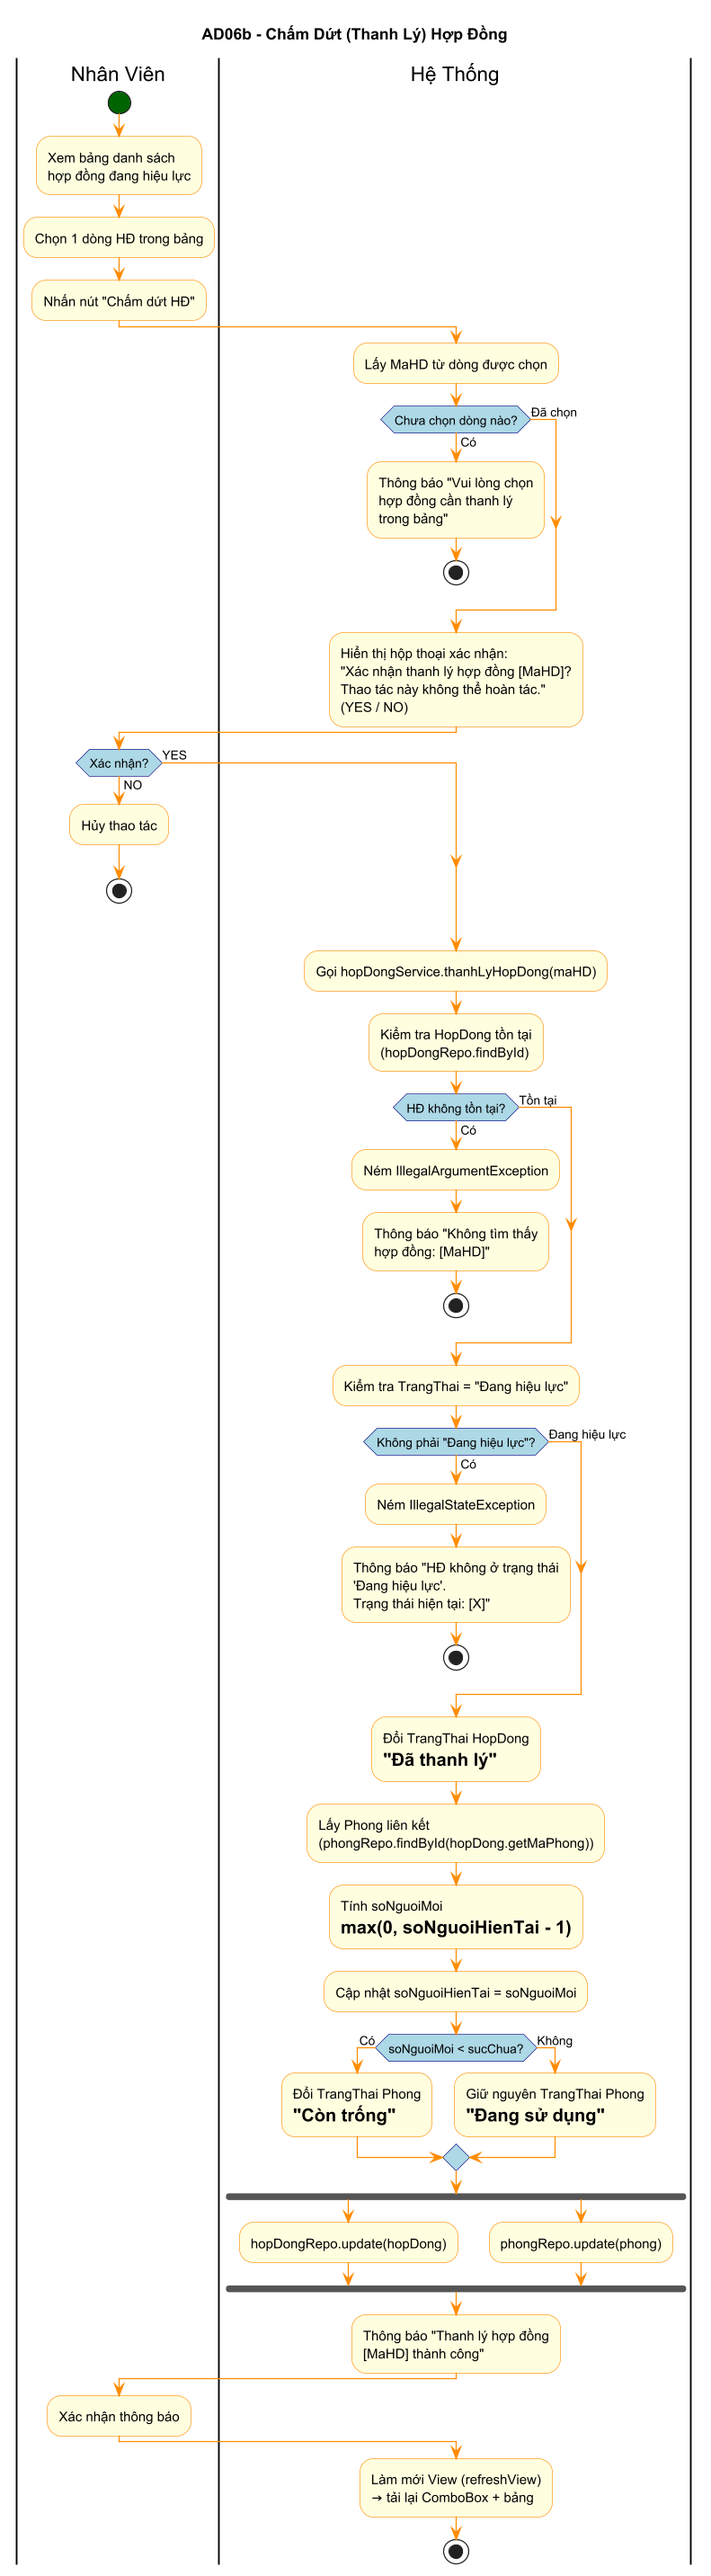 AD06b - Chấm Dứt (Thanh Lý) Hợp Đồng
Nhân Viên
Hệ Thống
Xem bảng danh sách
hợp đồng đang hiệu lực
Chọn 1 dòng HĐ trong bảng
Nhấn nút "Chấm dứt HĐ"
Lấy MaHD từ dòng được chọn
Chưa chọn dòng nào?
Đã chọn
Có
Thông báo "Vui lòng chọn
hợp đồng cần thanh lý
trong bảng"
Hiển thị hộp thoại xác nhận:
"Xác nhận thanh lý hợp đồng [MaHD]?
Thao tác này không thể hoàn tác."
(YES / NO)
Xác nhận?
YES
NO
Hủy thao tác
Gọi hopDongService.thanhLyHopDong(maHD)
Kiểm tra HopDong tồn tại
(hopDongRepo.findById)
HĐ không tồn tại?
Tồn tại
Có
Ném IllegalArgumentException
Thông báo "Không tìm thấy
hợp đồng: [MaHD]"
Kiểm tra TrangThai = "Đang hiệu lực"
Không phải "Đang hiệu lực"?
Đang hiệu lực
Có
Ném IllegalStateException
Thông báo "HĐ không ở trạng thái
'Đang hiệu lực'.
Trạng thái hiện tại: [X]"
Đổi TrangThai HopDong
"Đã thanh lý"
Lấy Phong liên kết
(phongRepo.findById(hopDong.getMaPhong))
Tính soNguoiMoi
max(0, soNguoiHienTai - 1)
Cập nhật soNguoiHienTai = soNguoiMoi
Có
soNguoiMoi < sucChua?
Không
Đổi TrangThai Phong
"Còn trống"
Giữ nguyên TrangThai Phong
"Đang sử dụng"
hopDongRepo.update(hopDong)
phongRepo.update(phong)
Thông báo "Thanh lý hợp đồng
[MaHD] thành công"
Xác nhận thông báo
Làm mới View (refreshView)
→ tải lại ComboBox + bảng